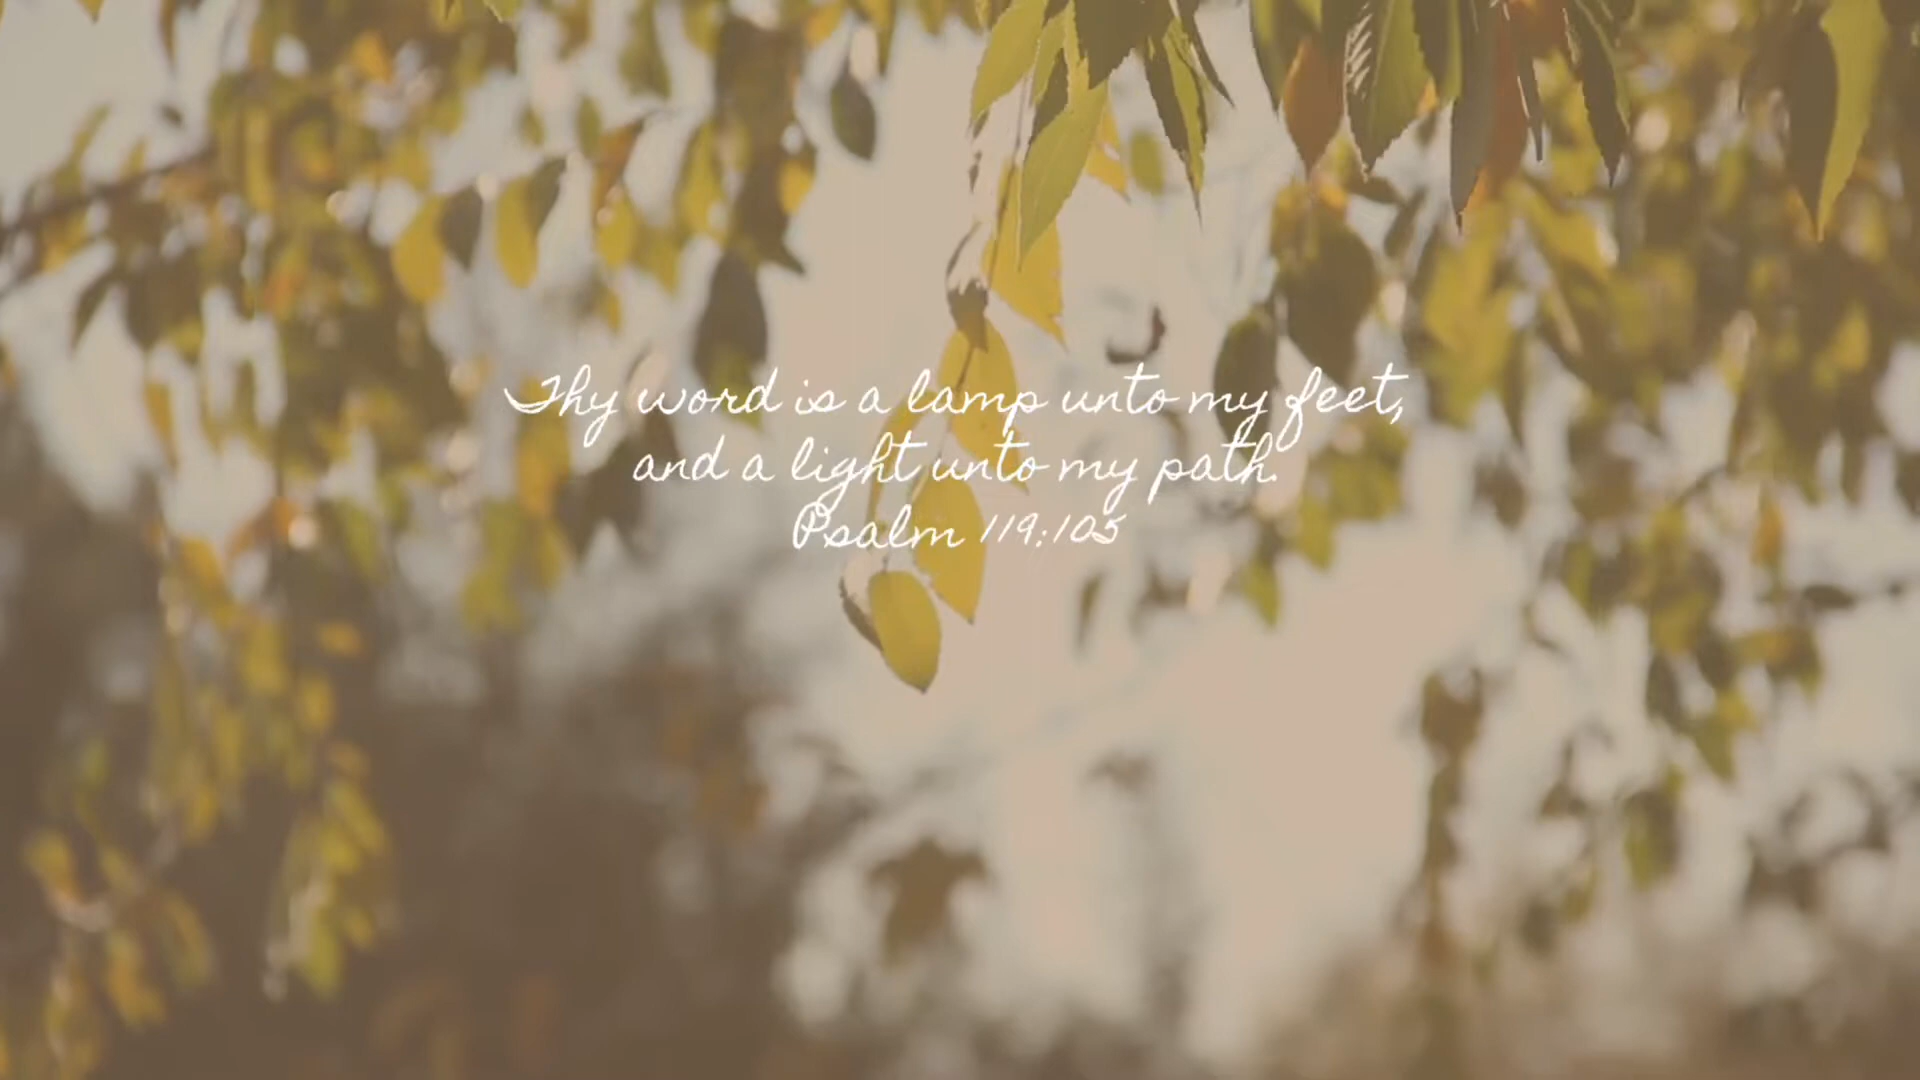 Thy word is a lamp unto my feet,
and a light unto my path.
Psalm 119:105